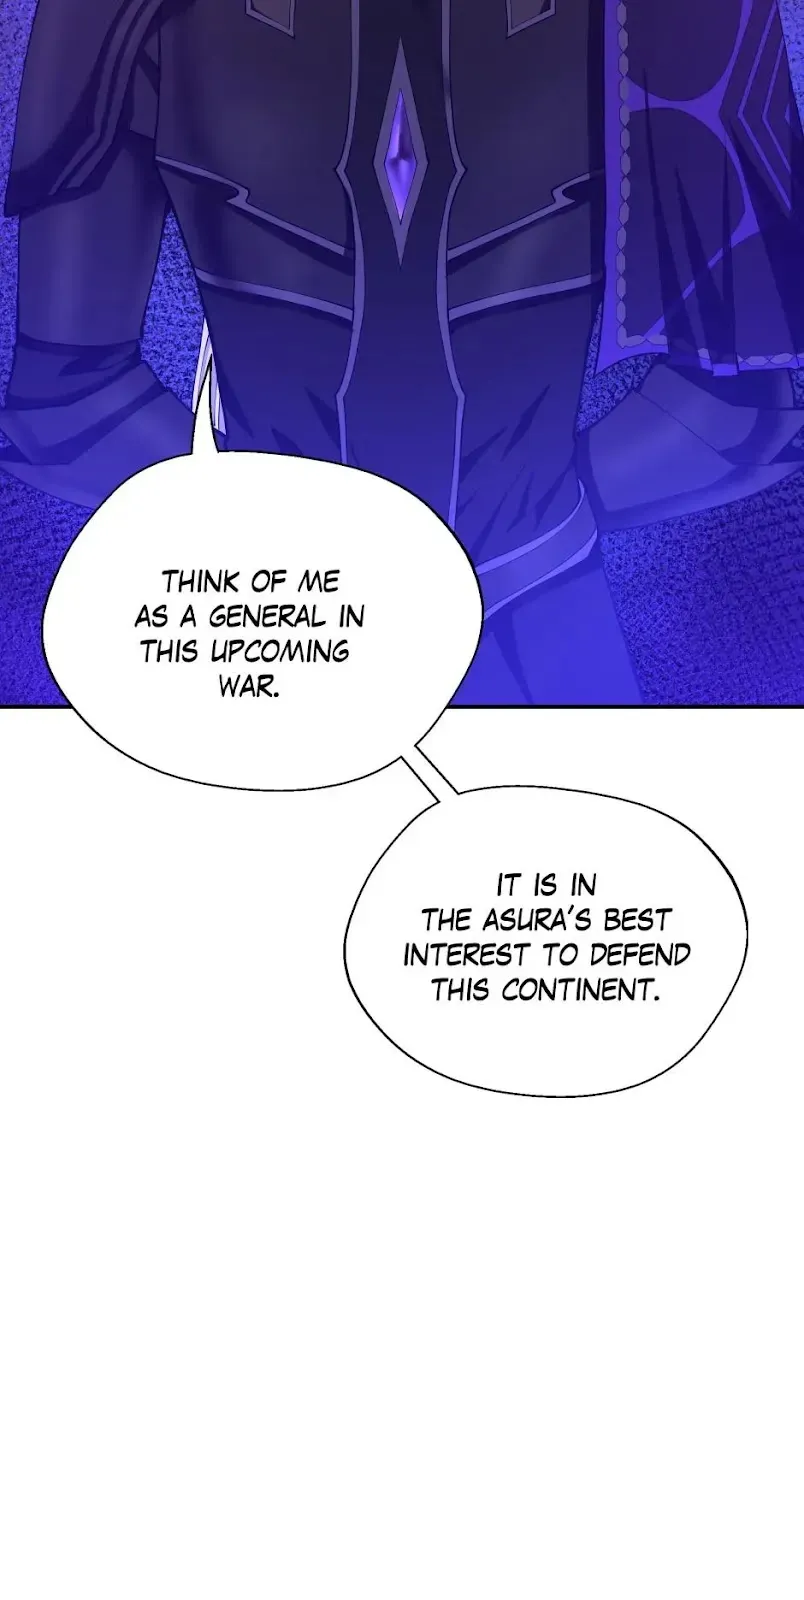 THINK OF ME
AS A GENERAL IN
THIS UPCOMING
WAR.
IT IS IN
THE ASURA'S BEST
INTEREST TO DEFEND
THIS CONTINENT.